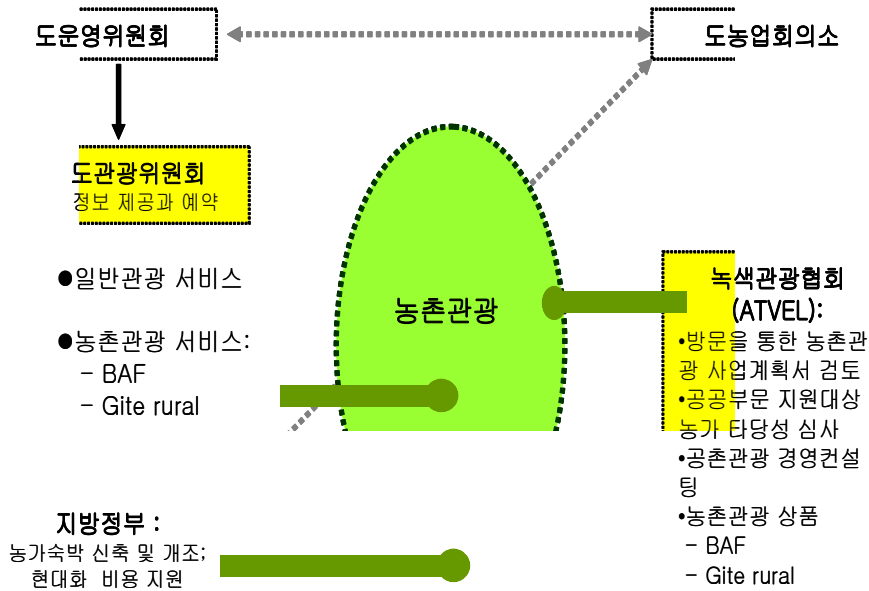 도운영위원회
도농업회의소
도관광위원회
정보 제공과 예약
●일반관광 서비스
●농촌관광 서비스:
− BAF
− Gite rural
농촌관광
녹색관광협회
(ATVEL):
•방문을 통한 농촌관
광 사업계획서 검토
•공공부문 지원대상
농가 타당성 심사
•공촌관광 경영컨설
팅
•농촌관광 상품
− BAF
− Gite rural
지방정부 :
농가숙박 신축 및 개조;
현대화 비용 지원